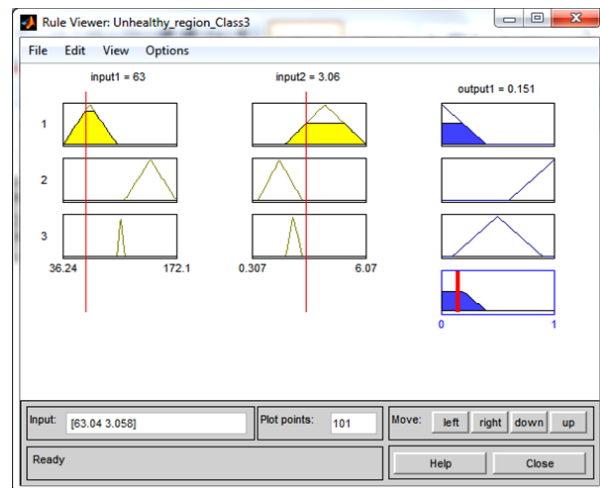 Rule Viewer: Unhealthy_region_Class3
File Edit View Options
input1 = 63
input2 = 3.06
output1 = 0.151
1
2
3
36.24 172.1
0.307 6.07
0 1
Input: [63.04 3.058]
Plot points: 101
Move: left right down up
Ready
Help Close